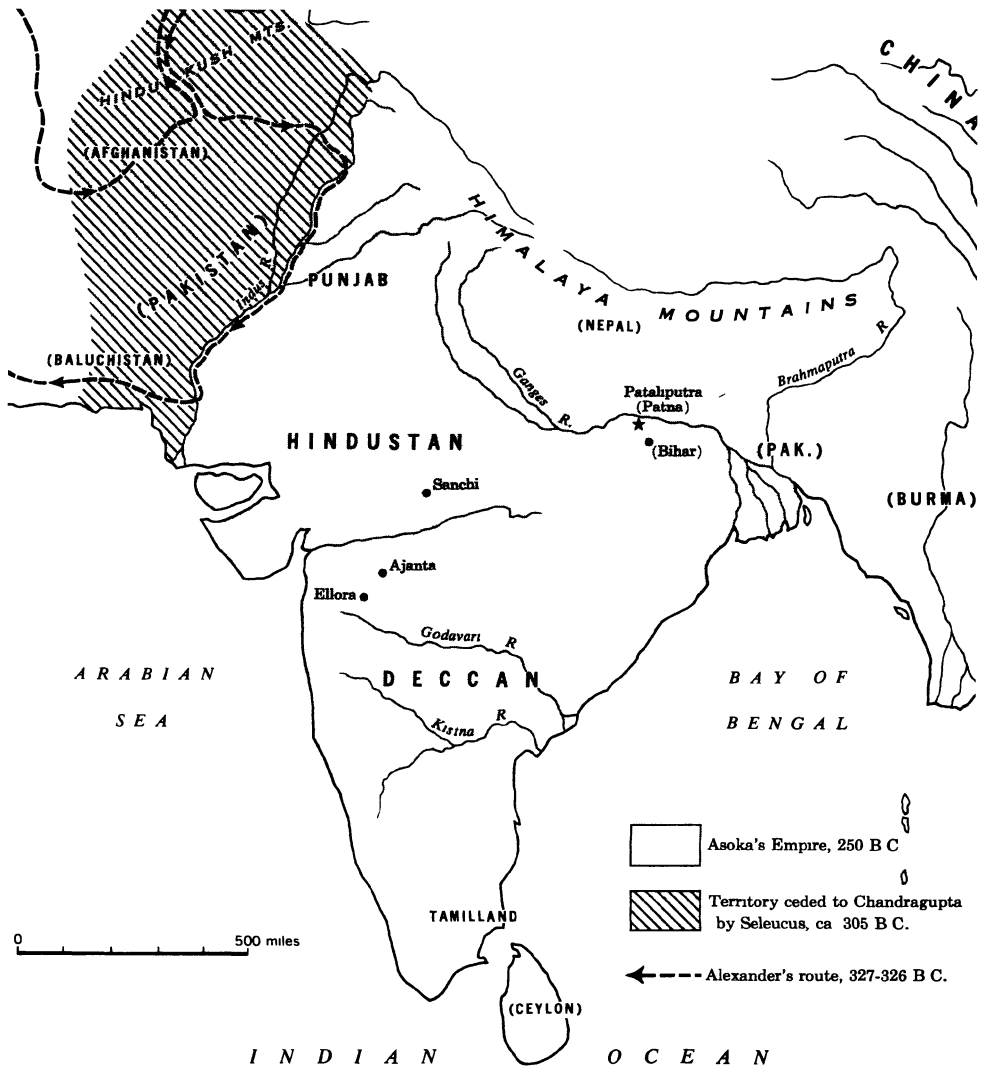 CHINA
HINDU KUSH MTS.
(AFGHANISTAN)
HIMALAYA MOUNTAINS
(PAKISTAN)
Indus R.
PUNJAB
(NEPAL)
(BALUCHISTAN)
Ganges R.
Brahmaputra R
Pataliputra
(Patna)
(Bihar)
(PAK.)
HINDUSTAN
Sanchi
(BURMA)
Ajanta
Ellora
Godavari R
ARABIAN
SEA
DECCAN
BAY OF
BENGAL
Kistna R
Asoka's Empire, 250 B C
Territory ceded to Chandragupta
by Seleucus, ca 305 B C.
Alexander's route, 327-326 B C.
TAMILLAND
0 500 miles
(CEYLON)
INDIAN OCEAN